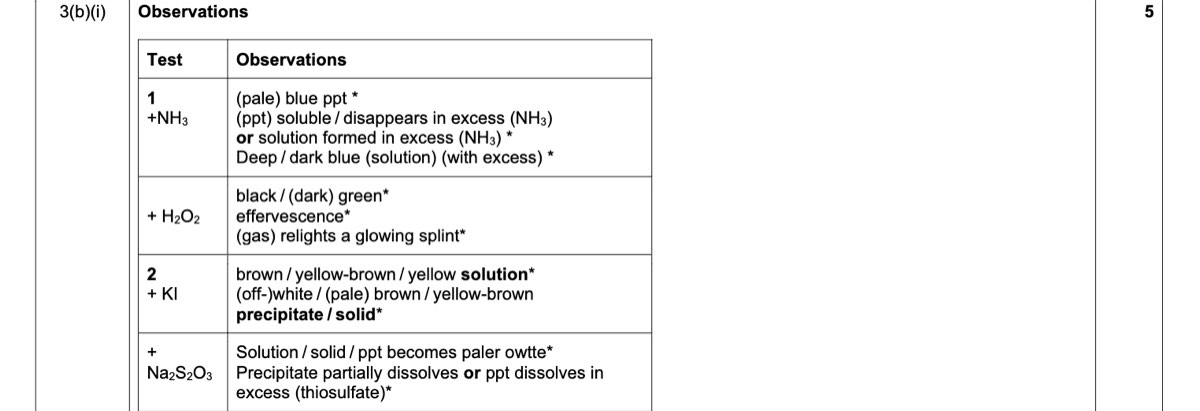 3(b)(i) Observations 5
Test Observations
1 (pale) blue ppt *
+NH₃ (ppt) soluble / disappears in excess (NH₃)
or solution formed in excess (NH₃) *
Deep / dark blue (solution) (with excess) *
black / (dark) green*
+ H₂O₂ effervescence*
(gas) relights a glowing splint*
2 brown / yellow-brown / yellow solution*
+ KI (off-)white / (pale) brown / yellow-brown
precipitate / solid*
+ Solution / solid / ppt becomes paler owtte*
Na₂S₂O₃ Precipitate partially dissolves or ppt dissolves in
excess (thiosulfate)*